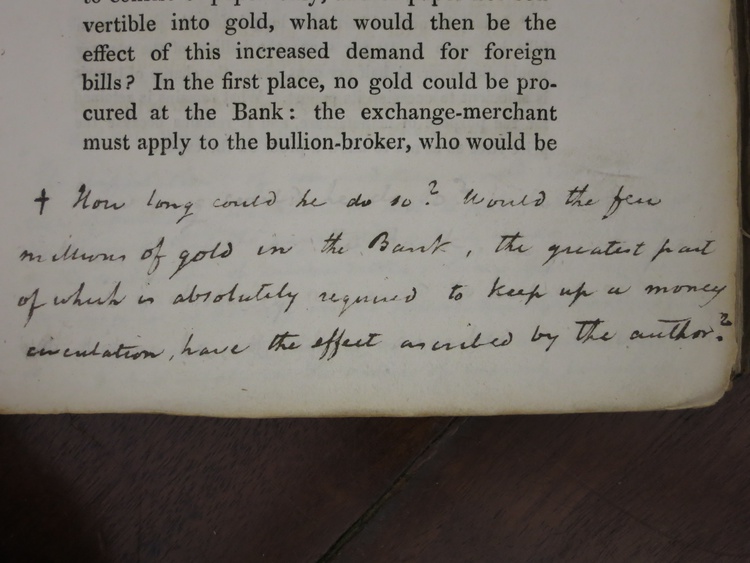 vertible into gold, what would then be the
effect of this increased demand for foreign
bills? In the first place, no gold could be pro-
cured at the Bank: the exchange-merchant
must apply to the bullion-broker, who would be
+ How long could he do so? Would the few
millions of gold in the Bank, the greatest part
of which is absolutely required to keep up a money
circulation, have the effect ascribed by the author?